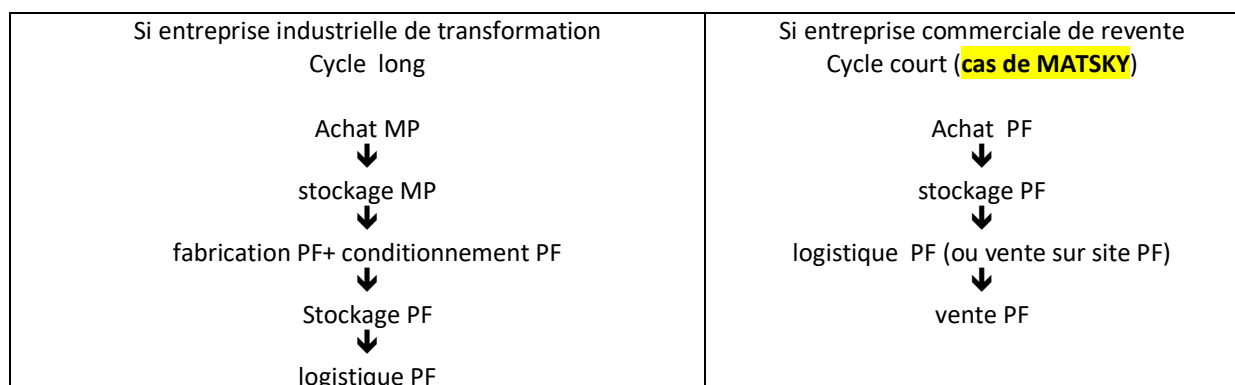 Si entreprise industrielle de transformation
Cycle long
Achat MP
stockage MP
fabrication PF+ conditionnement PF
Stockage PF
logistique PF
Si entreprise commerciale de revente
Cycle court (cas de MATSKY)
Achat PF
stockage PF
logistique PF (ou vente sur site PF)
vente PF